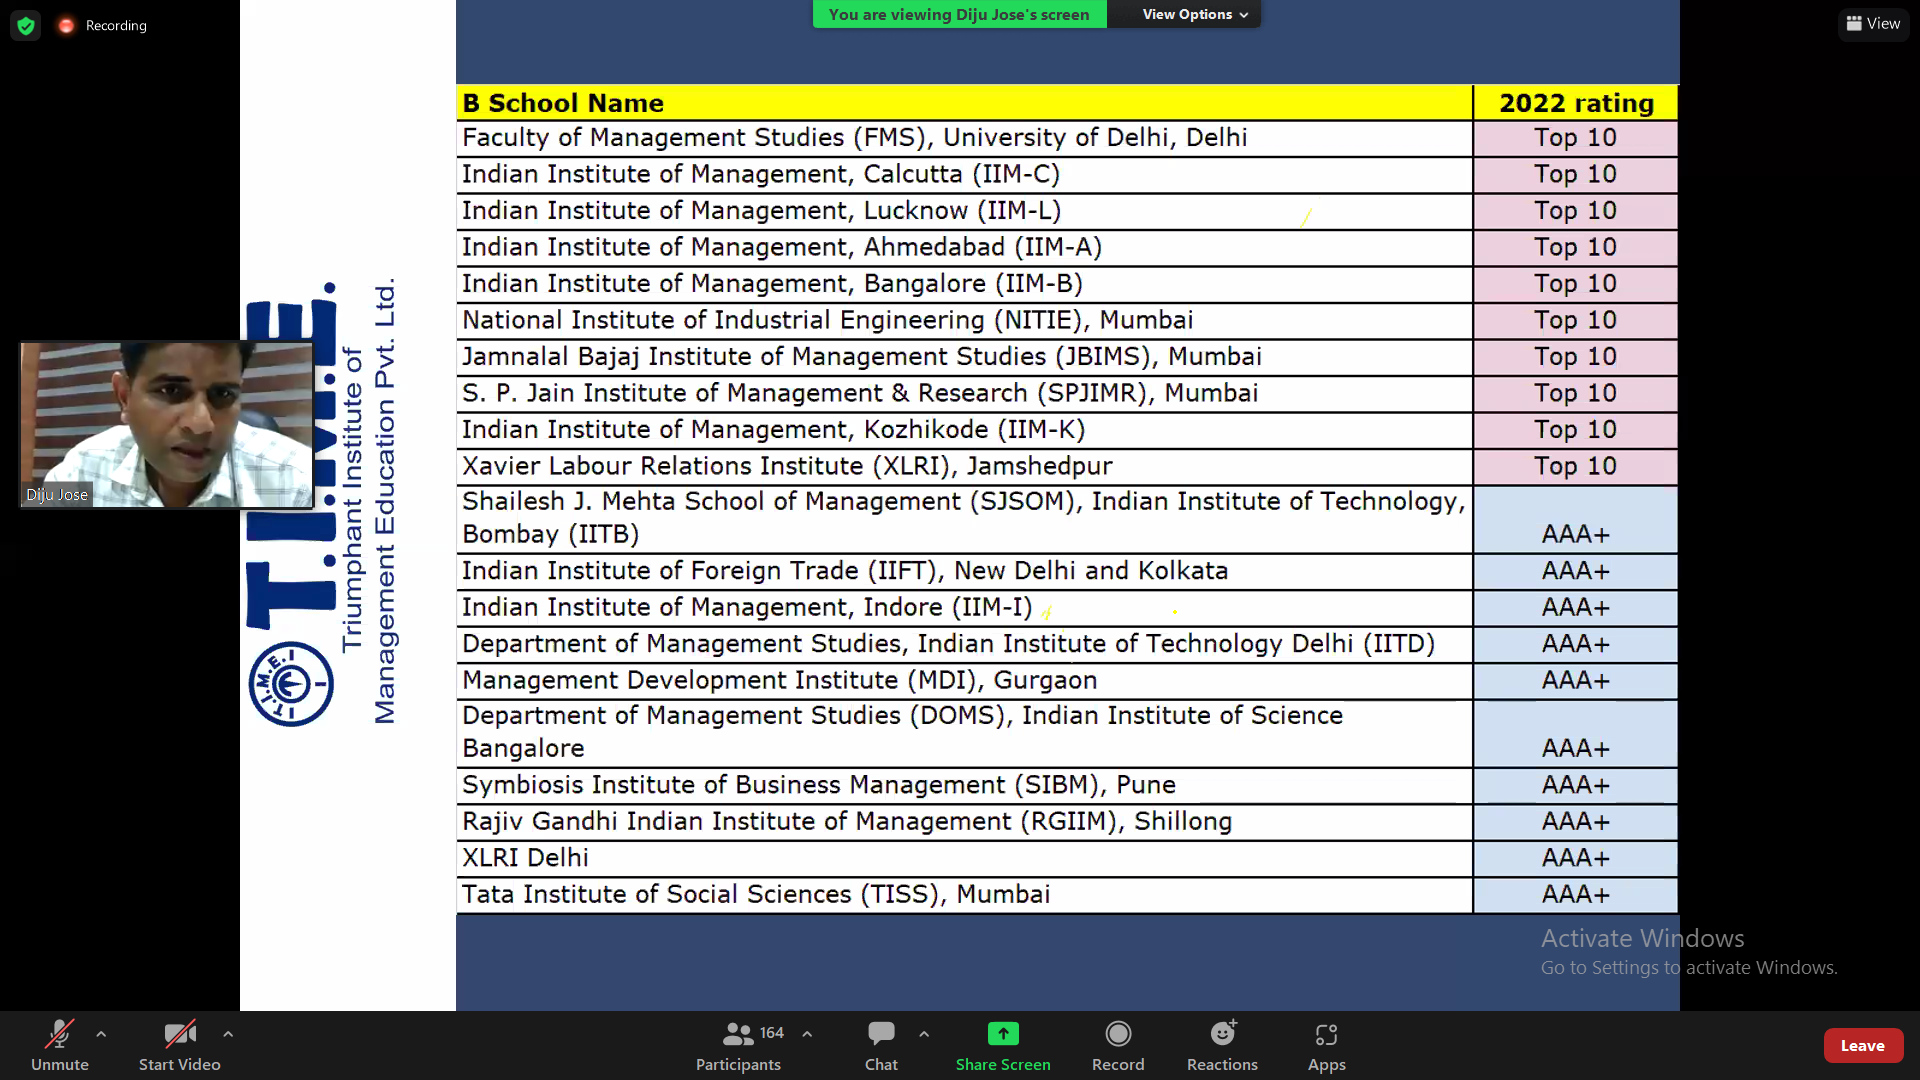 Recording
You are viewing Diju Jose's screen
View Options
View
B School Name 2022 rating
Faculty of Management Studies (FMS), University of Delhi, Delhi Top 10
Indian Institute of Management, Calcutta (IIM-C) Top 10
Indian Institute of Management, Lucknow (IIM-L) Top 10
Indian Institute of Management, Ahmedabad (IIM-A) Top 10
Indian Institute of Management, Bangalore (IIM-B) Top 10
National Institute of Industrial Engineering (NITIE), Mumbai Top 10
Jamnalal Bajaj Institute of Management Studies (JBIMS), Mumbai Top 10
S. P. Jain Institute of Management & Research (SPJIMR), Mumbai Top 10
Indian Institute of Management, Kozhikode (IIM-K) Top 10
Xavier Labour Relations Institute (XLRI), Jamshedpur Top 10
Shailesh J. Mehta School of Management (SJSOM), Indian Institute of Technology,
Bombay (IITB) AAA+
Indian Institute of Foreign Trade (IIFT), New Delhi and Kolkata AAA+
Indian Institute of Management, Indore (IIM-I) AAA+
Department of Management Studies, Indian Institute of Technology Delhi (IITD) AAA+
Management Development Institute (MDI), Gurgaon AAA+
Department of Management Studies (DOMS), Indian Institute of Science
Bangalore AAA+
Symbiosis Institute of Business Management (SIBM), Pune AAA+
Rajiv Gandhi Indian Institute of Management (RGIIM), Shillong AAA+
XLRI Delhi AAA+
Tata Institute of Social Sciences (TISS), Mumbai AAA+
T.I.M.E.
Triumphant Institute of
Management Education Pvt. Ltd.
T.I.M.E.
Diju Jose
Activate Windows
Go to Settings to activate Windows.
Unmute
Start Video
164
Participants
Chat
Share Screen
Record
Reactions
Apps
Leave